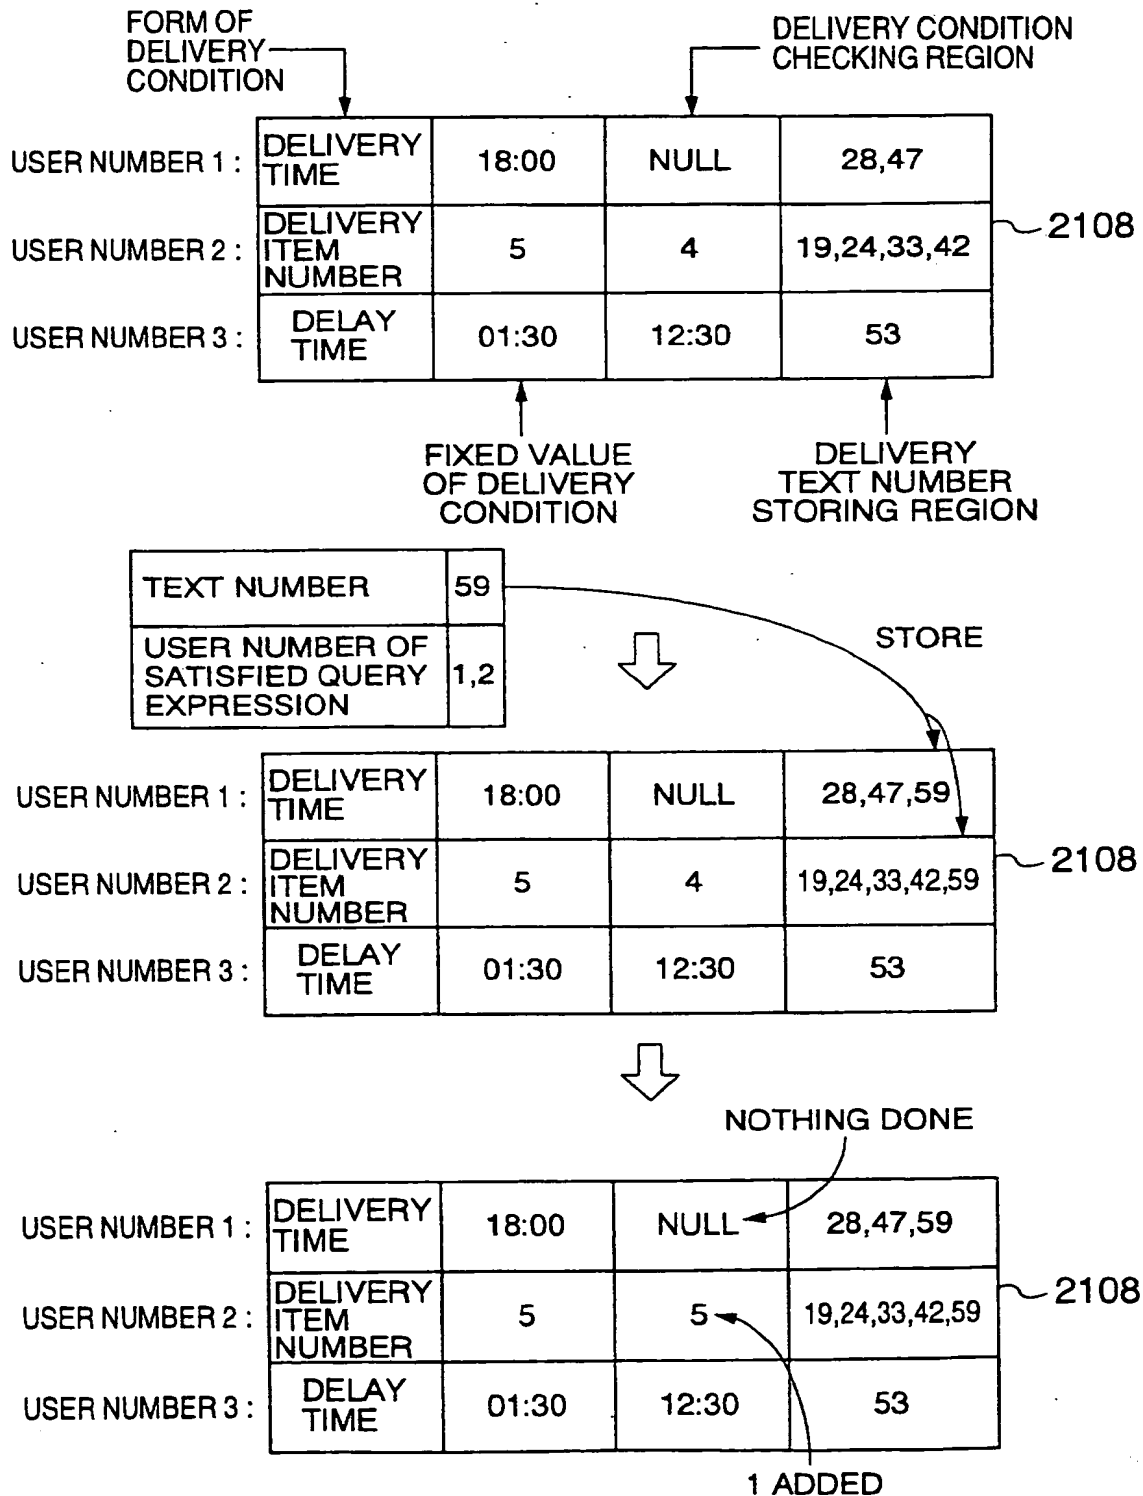 FORM OF
DELIVERY
CONDITION
DELIVERY CONDITION
CHECKING REGION
USER NUMBER 1 :
DELIVERY
TIME
18:00
NULL
28,47
USER NUMBER 2 :
DELIVERY
ITEM
NUMBER
5
4
19,24,33,42
2108
USER NUMBER 3 :
DELAY
TIME
01:30
12:30
53
FIXED VALUE
OF DELIVERY
CONDITION
DELIVERY
TEXT NUMBER
STORING REGION
TEXT NUMBER
59
USER NUMBER OF
SATISFIED QUERY
EXPRESSION
1,2
STORE
USER NUMBER 1 :
DELIVERY
TIME
18:00
NULL
28,47,59
USER NUMBER 2 :
DELIVERY
ITEM
NUMBER
5
4
19,24,33,42,59
2108
USER NUMBER 3 :
DELAY
TIME
01:30
12:30
53
NOTHING DONE
USER NUMBER 1 :
DELIVERY
TIME
18:00
NULL
28,47,59
USER NUMBER 2 :
DELIVERY
ITEM
NUMBER
5
5
19,24,33,42,59
2108
USER NUMBER 3 :
DELAY
TIME
01:30
12:30
53
1 ADDED